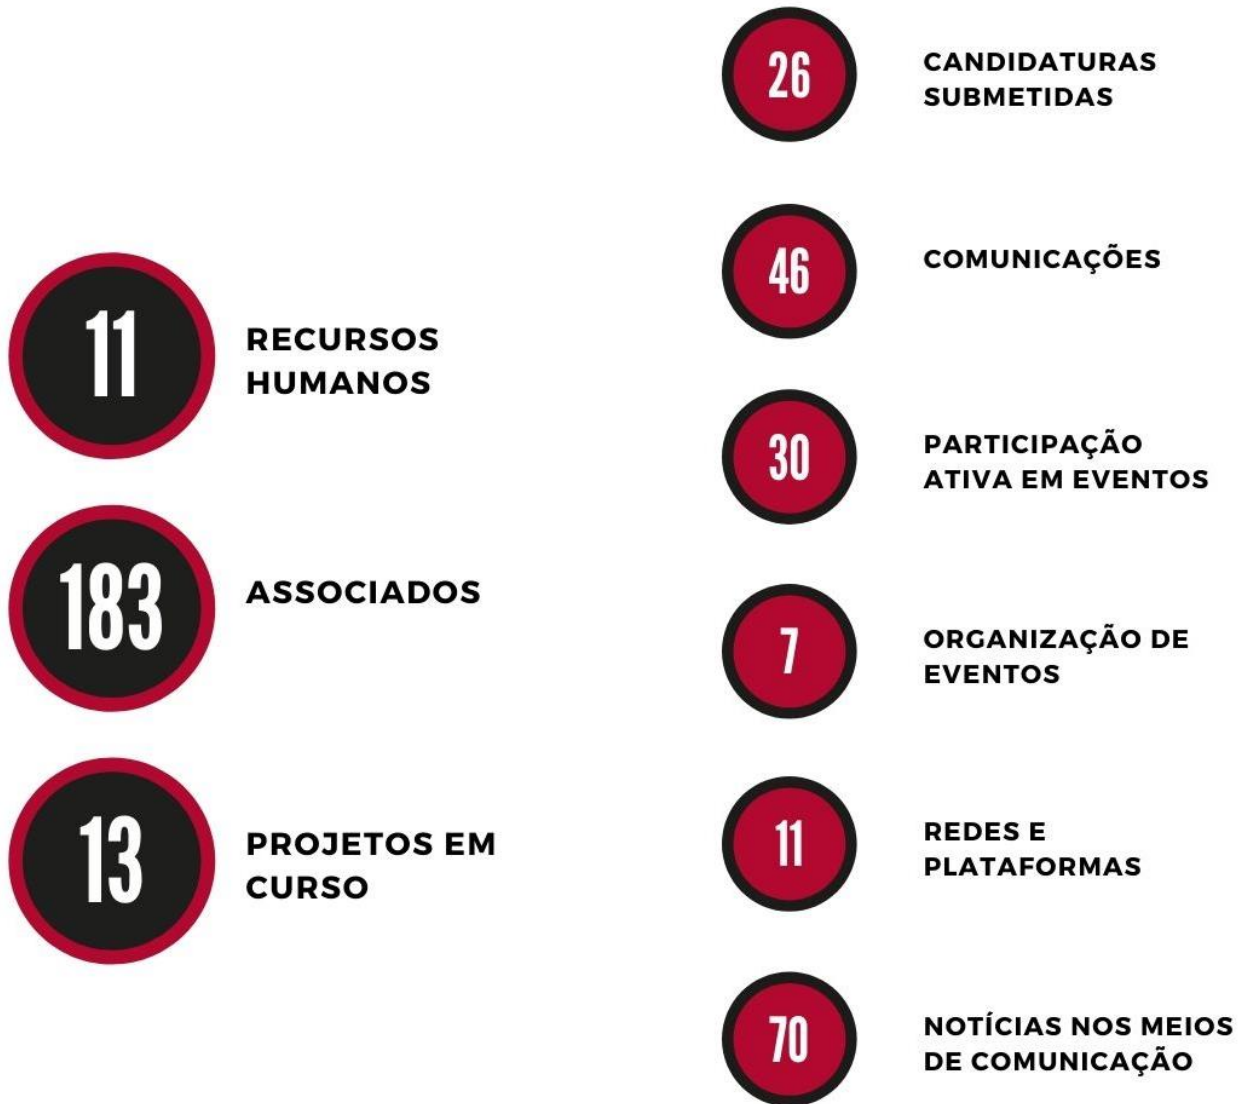 11
RECURSOS
HUMANOS
183
ASSOCIADOS
13
PROJETOS EM
CURSO
26
CANDIDATURAS
SUBMETIDAS
46
COMUNICAÇÕES
30
PARTICIPAÇÃO
ATIVA EM EVENTOS
7
ORGANIZAÇÃO DE
EVENTOS
11
REDES E
PLATAFORMAS
70
NOTÍCIAS NOS MEIOS
DE COMUNICAÇÃO